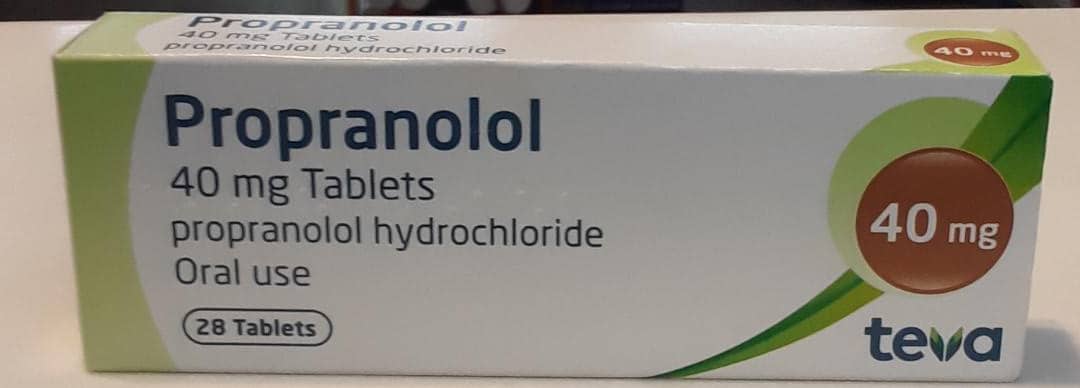 Propranolol
40 mg Tablets
propranolol hydrochloride
40 mg
Propranolol
40 mg Tablets
propranolol hydrochloride
Oral use
28 Tablets
40 mg
teva